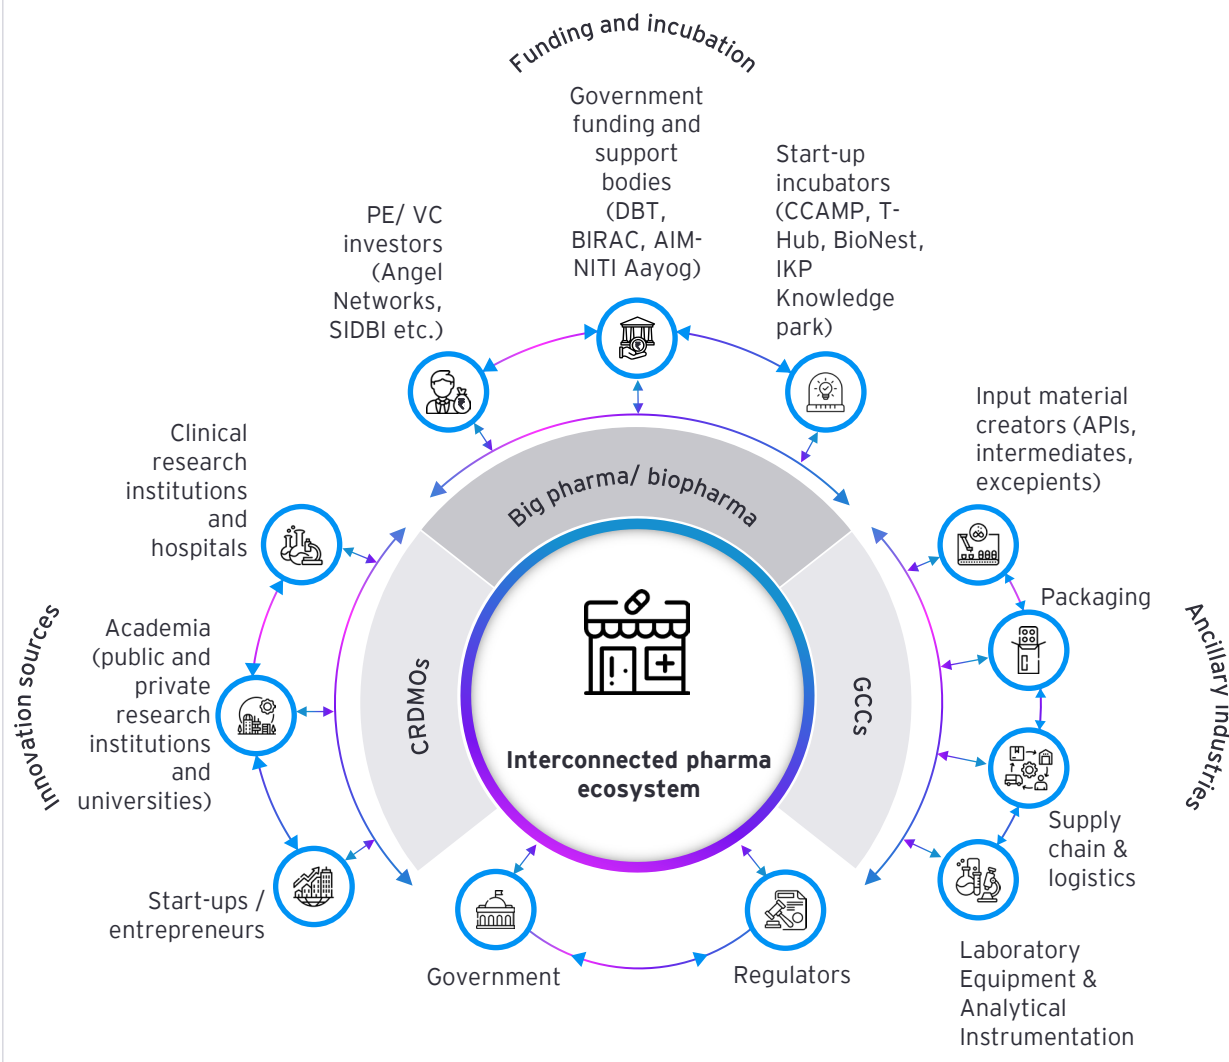 Funding and incubation
Government
funding and
support
bodies
(DBT,
BIRAC, AIM-
NITI Aayog)
Start-up
incubators
(CCAMP, T-
Hub, BioNest,
IKP
Knowledge
park)
PE/ VC
investors
(Angel
Networks,
SIDBI etc.)
Input material
creators (APIs,
intermediates,
excepients)
Clinical
research
institutions
and
hospitals
Big pharma/ biopharma
Packaging
Innovation sources
Academia
(public and
private
research
institutions
and
universities)
CRDMOs
GCCs
Ancillary industries
Interconnected pharma
ecosystem
Supply
chain &
logistics
Start-ups /
entrepreneurs
Government
Regulators
Laboratory
Equipment &
Analytical
Instrumentation